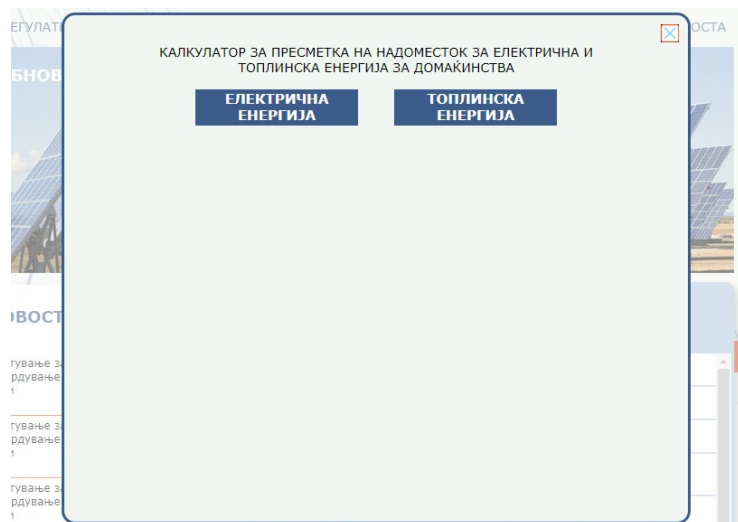 КАЛКУЛАТОР ЗА ПРЕСМЕТКА НА НАДОМЕСТОК ЗА ЕЛЕКТРИЧНА И
ТОПЛИНСКА ЕНЕРГИЈА ЗА ДОМАЌИНСТВА
ЕЛЕКТРИЧНА
ЕНЕРГИЈА
ТОПЛИНСКА
ЕНЕРГИЈА